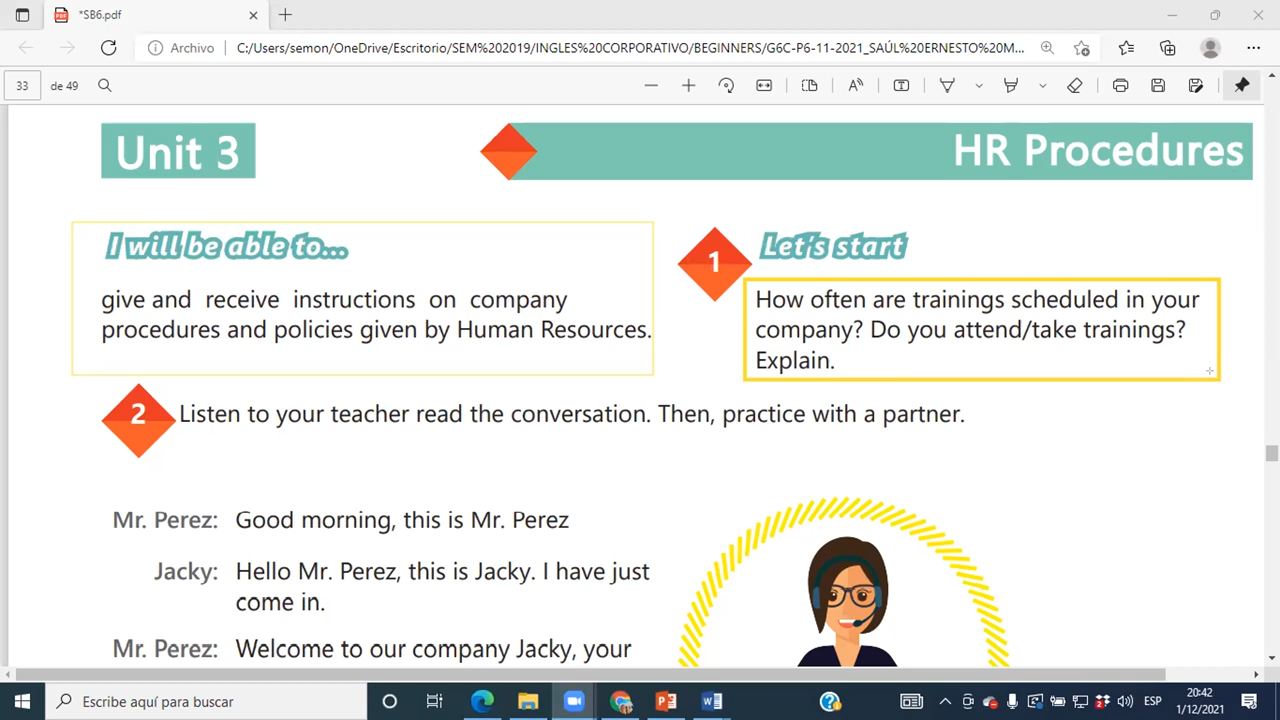 *SB6.pdf
Archivo C:/Users/semon/OneDrive/Escritorio/SEM%202019/INGLES%20CORPORATIVO/BEGINNERS/G6C-P6-11-2021_SAÚL%20ERNESTO%20M...
33 de 49
Unit 3
HR Procedures
I will be able to...
give and receive instructions on company
procedures and policies given by Human Resources.
1 Let's start
How often are trainings scheduled in your
company? Do you attend/take trainings?
Explain.
2 Listen to your teacher read the conversation. Then, practice with a partner.
Mr. Perez: Good morning, this is Mr. Perez
Jacky: Hello Mr. Perez, this is Jacky. I have just
come in.
Mr. Perez: Welcome to our company Jacky, your
Escribe aquí para buscar
ESP
20:42
1/12/2021